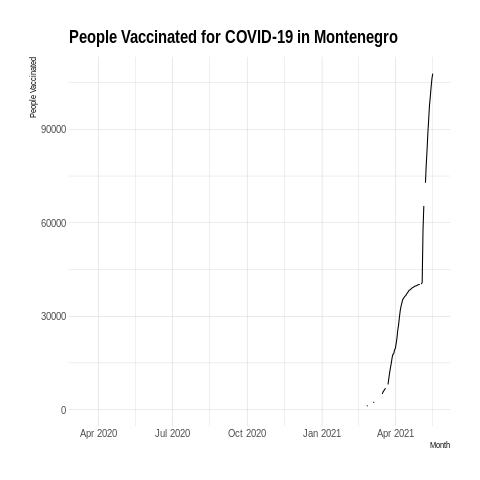 People Vaccinated for COVID-19 in Montenegro
People Vaccinated
90000
60000
30000
0
Apr 2020 Jul 2020 Oct 2020 Jan 2021 Apr 2021
Month